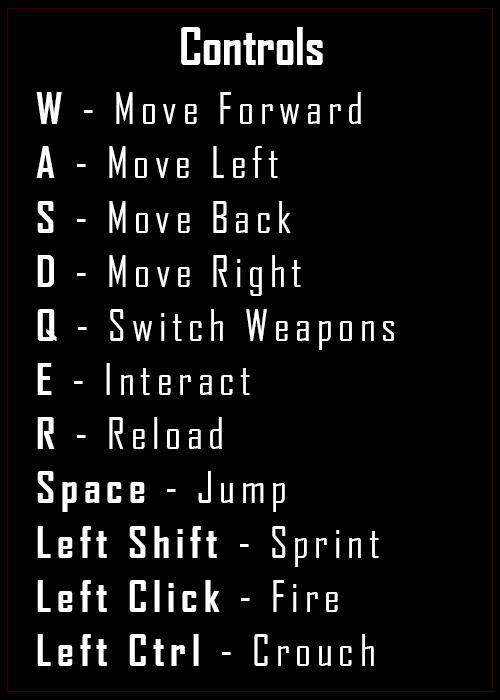 Controls
W - Move Forward
A - Move Left
S - Move Back
D - Move Right
Q - Switch Weapons
E - Interact
R - Reload
Space - Jump
Left Shift - Sprint
Left Click - Fire
Left Ctrl - Crouch